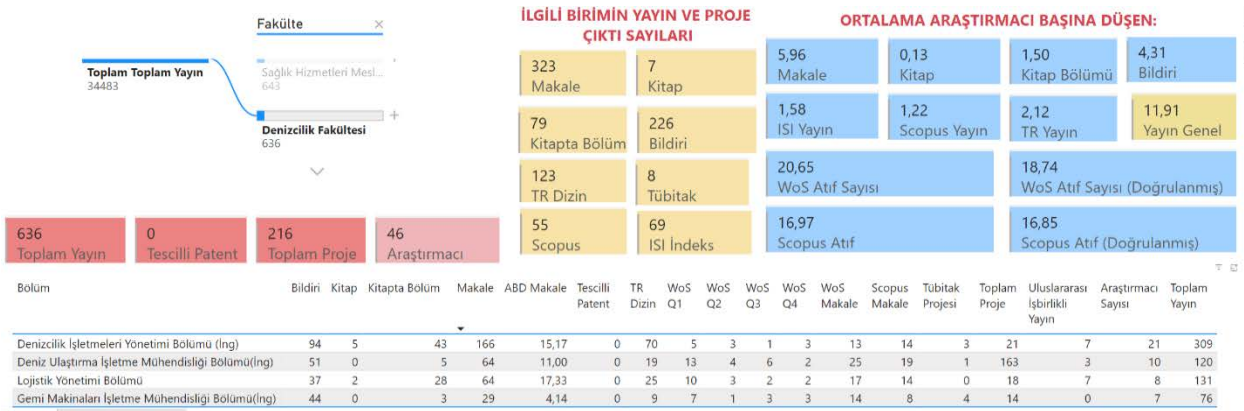 Fakülte
Toplam Toplam Yayın
34483
Sağlık Hizmetleri Mesl...
643
Denizcilik Fakültesi
636
İLGİLİ BİRİMİN YAYIN VE PROJE
ÇIKTI SAYILARI
323
Makale
7
Kitap
79
Kitapta Bölüm
226
Bildiri
123
TR Dizin
8
Tübitak
55
Scopus
69
ISI İndeks
ORTALAMA ARAŞTIRMACI BAŞINA DÜŞEN:
5,96
Makale
0,13
Kitap
1,50
Kitap Bölümü
4,31
Bildiri
1,58
ISI Yayın
1,22
Scopus Yayın
2,12
TR Yayın
11,91
Yayın Genel
20,65
WoS Atıf Sayısı
18,74
WoS Atıf Sayısı (Doğrulanmış)
16,97
Scopus Atıf
16,85
Scopus Atıf (Doğrulanmış)
636
Toplam Yayın
0
Tescilli Patent
216
Toplam Proje
46
Araştırmacı
Bölüm Bildiri Kitap Kitapta Bölüm Makale ABD Makale Tescilli Patent TR Dizin WoS Q1 WoS Q2 WoS Q3 WoS Q4 WoS Makale Scopus Makale Tübitak Projesi Toplam Proje Uluslararası İşbirlikli Yayın Araştırmacı Sayısı Toplam Yayın
Denizcilik İşletmeleri Yönetimi Bölümü (İng) 94 5 43 166 15,17 0 70 5 3 1 3 13 14 3 21 7 21 309
Deniz Ulaştırma İşletme Mühendisliği Bölümü(İng) 51 0 5 64 11,00 0 19 13 4 6 2 25 19 1 163 3 10 120
Lojistik Yönetimi Bölümü 37 2 28 64 17,33 0 25 10 3 2 2 17 14 0 18 7 8 131
Gemi Makinaları İşletme Mühendisliği Bölümü(İng) 44 0 3 29 4,14 0 9 7 1 3 3 14 8 4 14 0 7 76